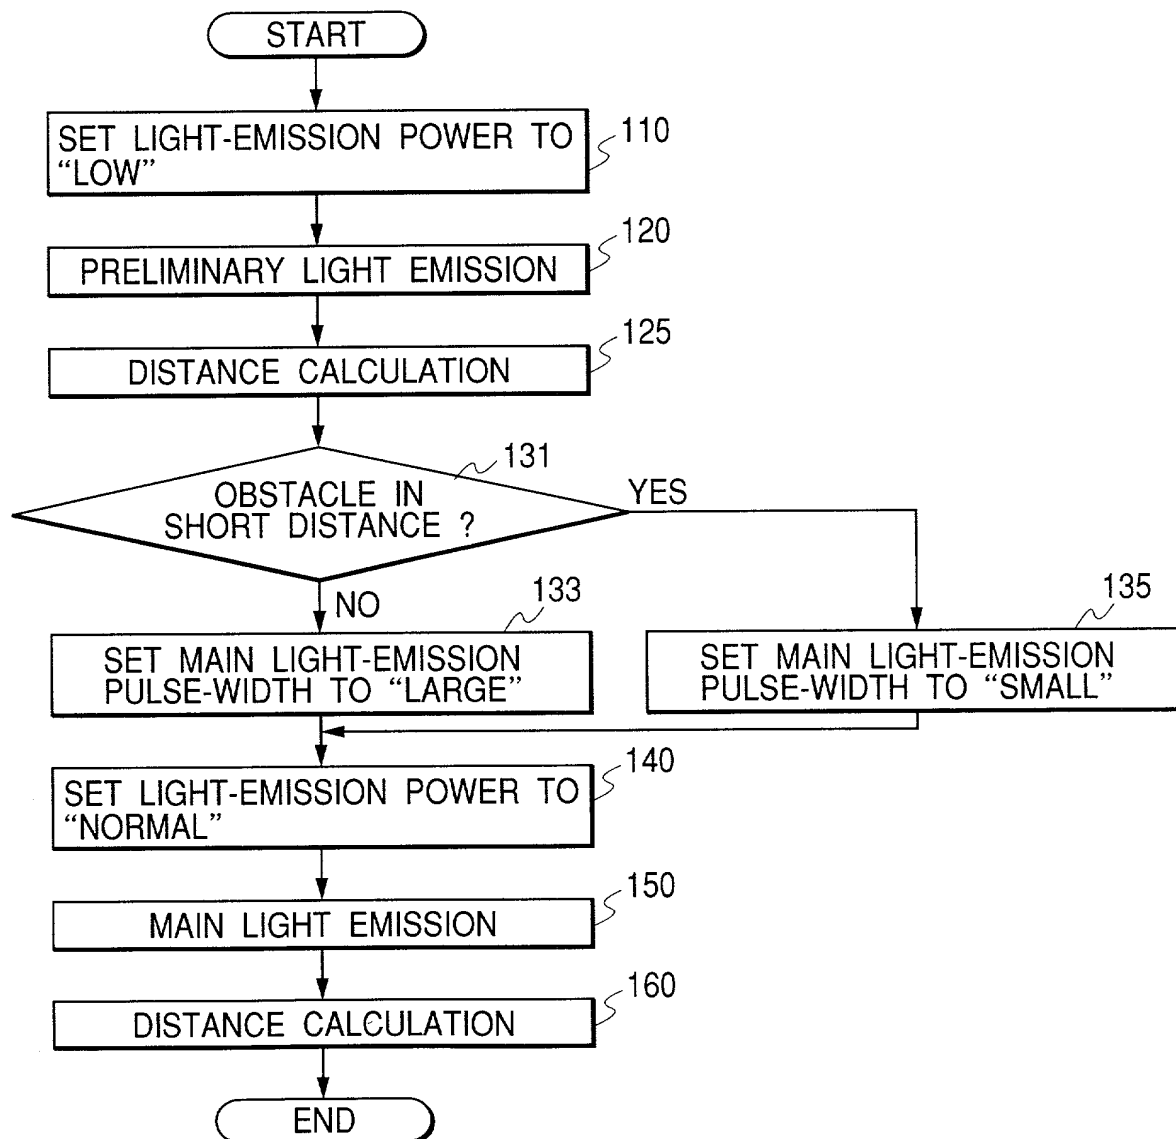 START
SET LIGHT-EMISSION POWER TO
“LOW”
110
PRELIMINARY LIGHT EMISSION
120
DISTANCE CALCULATION
125
OBSTACLE IN
SHORT DISTANCE ?
131
YES
NO
133
SET MAIN LIGHT-EMISSION
PULSE-WIDTH TO “LARGE”
135
SET MAIN LIGHT-EMISSION
PULSE-WIDTH TO “SMALL”
SET LIGHT-EMISSION POWER TO
“NORMAL”
140
MAIN LIGHT EMISSION
150
DISTANCE CALCULATION
160
END